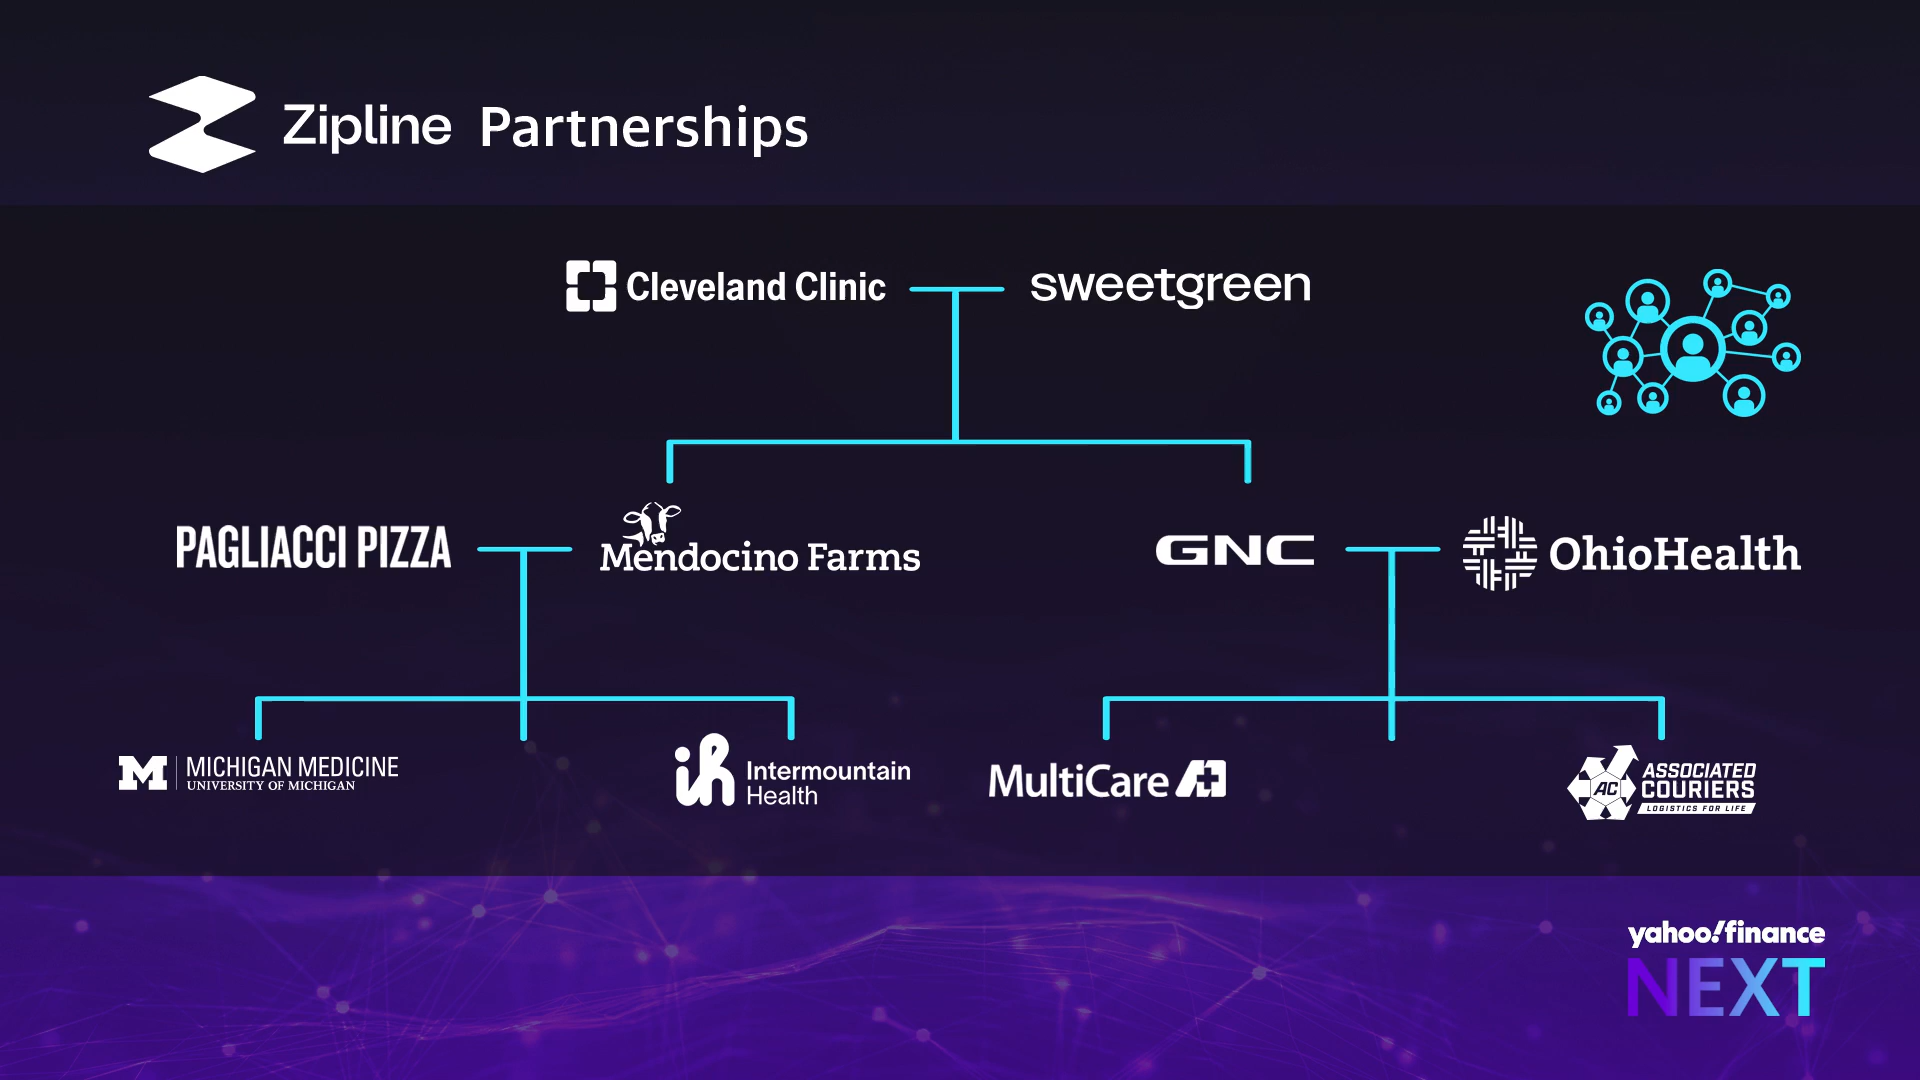 Zipline Partnerships
Cleveland Clinic
sweetgreen
PAGLIACCI PIZZA
Mendocino Farms
GNC
OhioHealth
M MICHIGAN MEDICINE
UNIVERSITY OF MICHIGAN
ih Intermountain
Health
MultiCare
AC ASSOCIATED
COURIERS
LOGISTICS FOR LIFE
yahoo!finance
NEXT